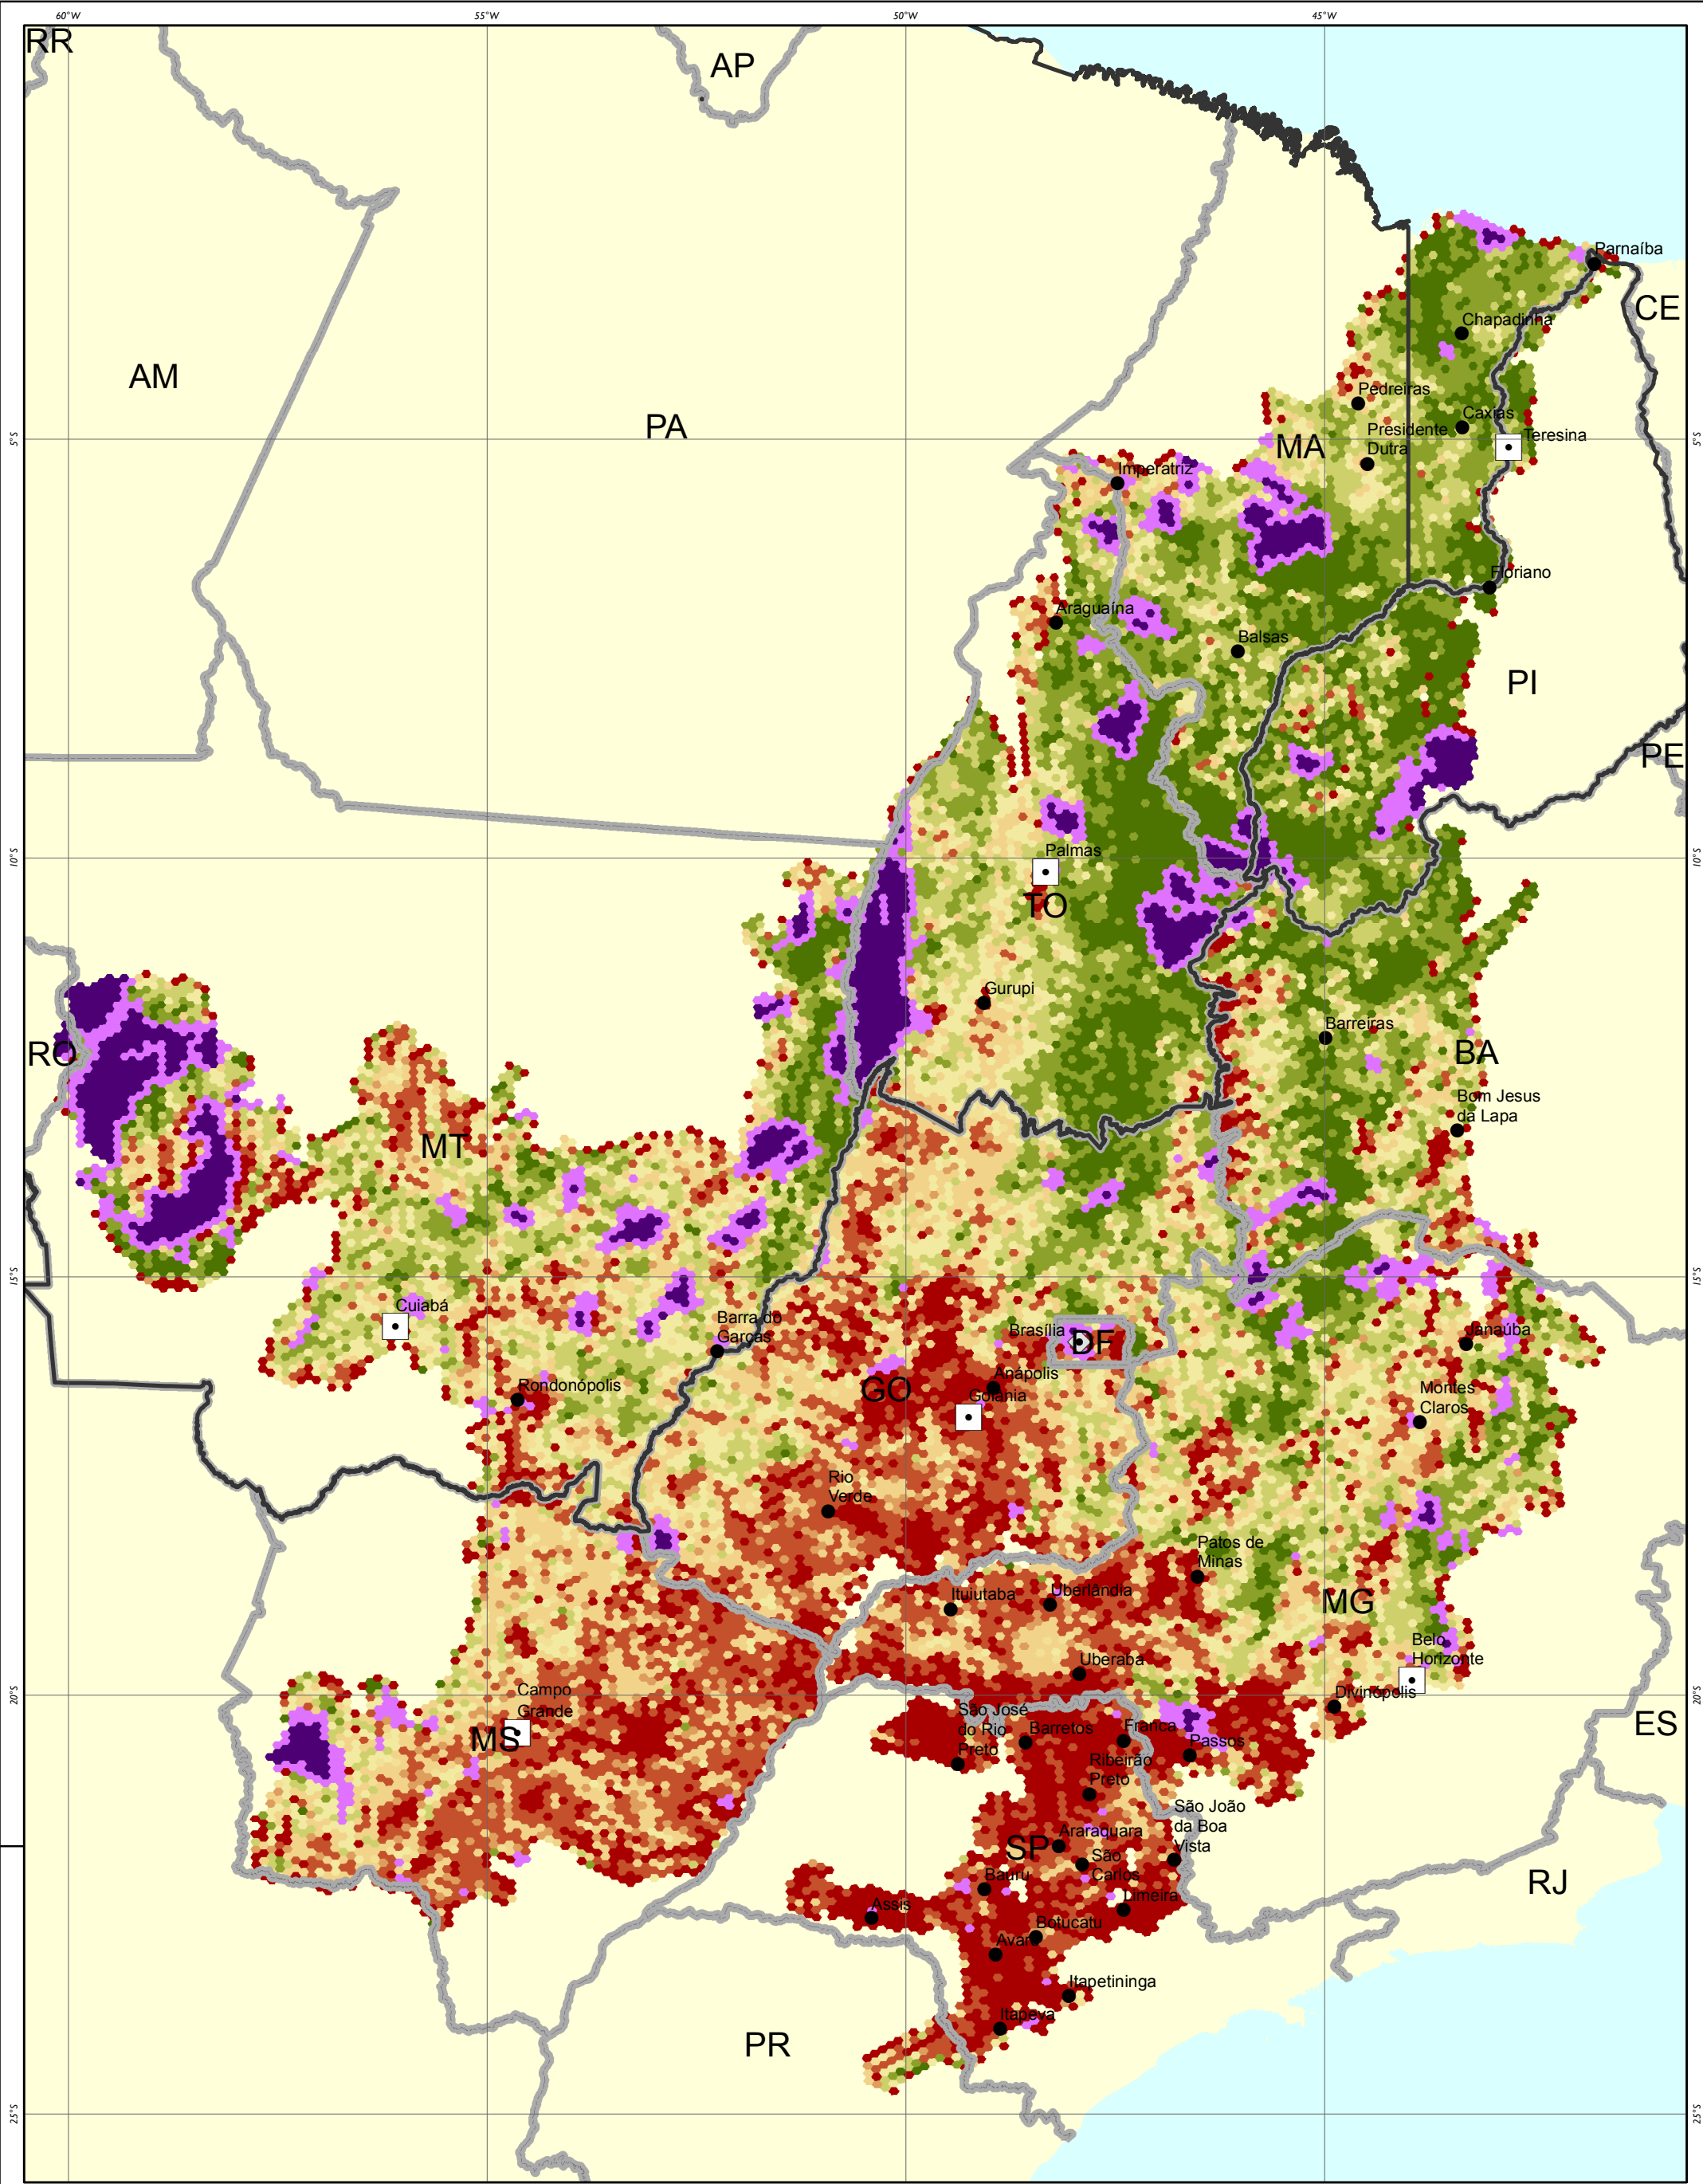 60°W
55°W
50°W
45°W
RR
AP
Parnaíba
CE
Chapadinha
AM
Pedreiras
Caxias
PA
Presidente
Dutra
Teresina
5°S
5°S
MA
Imperatriz
Floriano
Araguaína
Balsas
PI
PE
Palmas
10°S
10°S
TO
Gurupi
Barreiras
RO
BA
Bom Jesus
da Lapa
MT
15°S
15°S
Cuiabá
Barra do
Garças
Brasília
DF
Janaúba
Anápolis
Rondonópolis
GO
Goiânia
Montes
Claros
Rio
Verde
Patos de
Minas
Ituiutaba
Uberlândia
MG
Belo
Horizonte
Uberaba
Campo
Grande
20°S
20°S
Divinópolis
São José
do Rio
Preto
Barretos
Franca
Passos
ES
MS
Ribeirão
Preto
São João
da Boa
Vista
Araraquara
SP
São
Carlos
Bauru
RJ
Limeira
Assis
Botucatu
Avaré
Itapetininga
Itapeva
PR
25°S
25°S